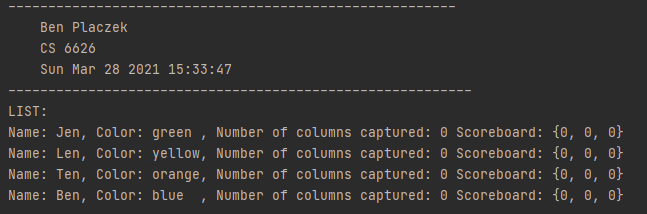 --------------------------------------------------------
    Ben Placzek
    CS 6626
    Sun Mar 28 2021 15:33:47
----------------------------------------------------------
LIST:
Name: Jen, Color: green , Number of columns captured: 0 Scoreboard: {0, 0, 0}
Name: Len, Color: yellow, Number of columns captured: 0 Scoreboard: {0, 0, 0}
Name: Ten, Color: orange, Number of columns captured: 0 Scoreboard: {0, 0, 0}
Name: Ben, Color: blue  , Number of columns captured: 0 Scoreboard: {0, 0, 0}